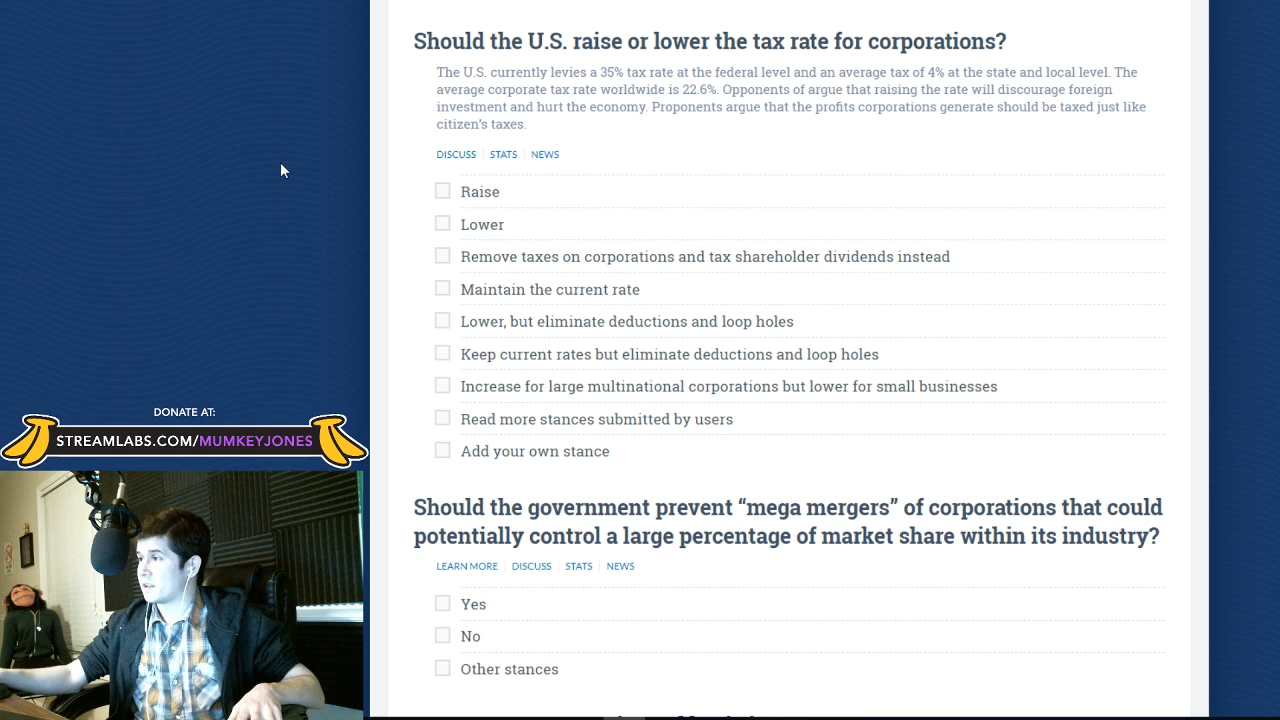 Should the U.S. raise or lower the tax rate for corporations?
The U.S. currently levies a 35% tax rate at the federal level and an average tax of 4% at the state and local level. The
average corporate tax rate worldwide is 22.6%. Opponents of argue that raising the rate will discourage foreign
investment and hurt the economy. Proponents argue that the profits corporations generate should be taxed just like
citizen's taxes.
DISCUSS STATS NEWS
Raise
Lower
Remove taxes on corporations and tax shareholder dividends instead
Maintain the current rate
Lower, but eliminate deductions and loop holes
Keep current rates but eliminate deductions and loop holes
Increase for large multinational corporations but lower for small businesses
Read more stances submitted by users
Add your own stance
DONATE AT:
STREAMLABS.COM/MUMKEYJONES
Should the government prevent “mega mergers” of corporations that could
potentially control a large percentage of market share within its industry?
LEARN MORE DISCUSS STATS NEWS
Yes
No
Other stances